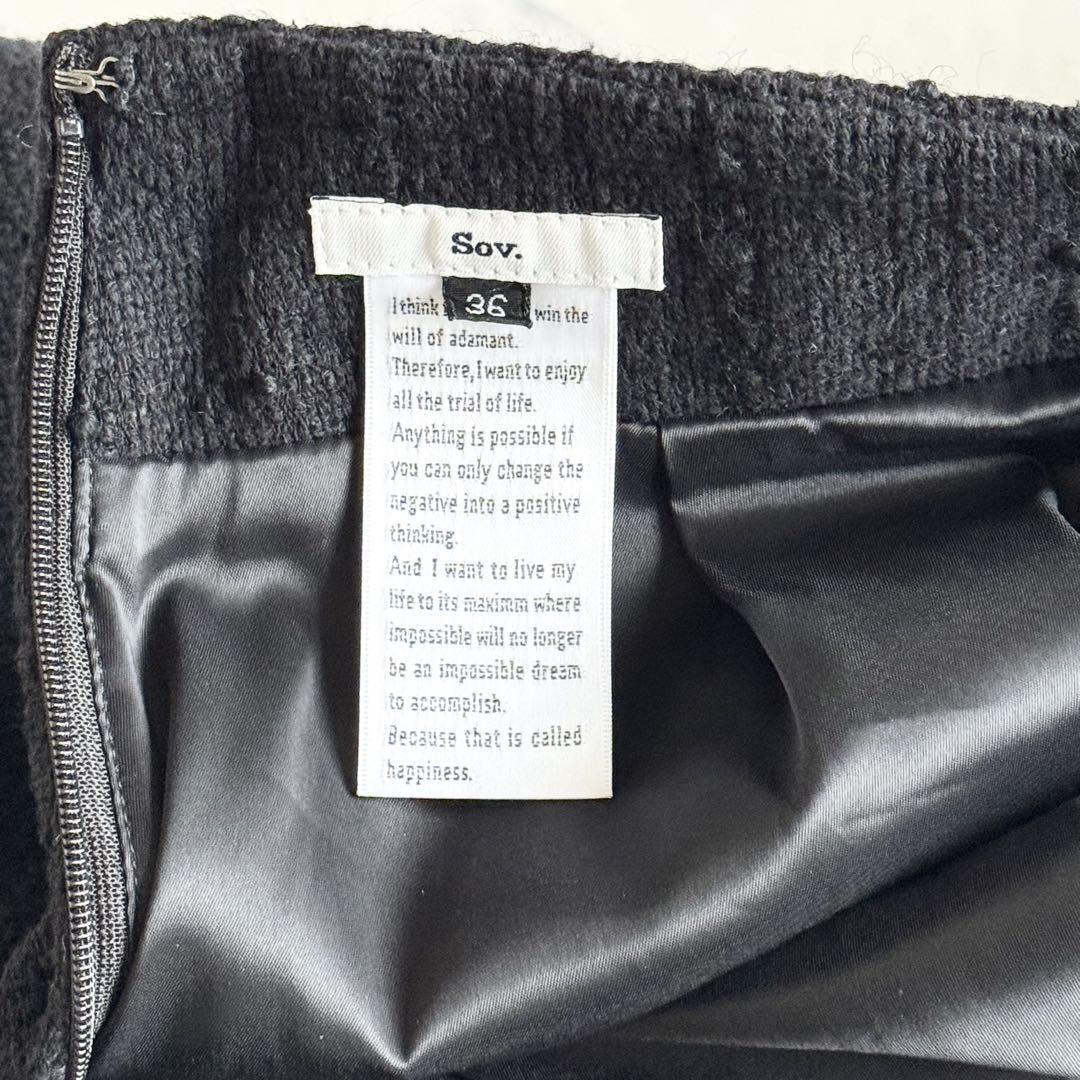 Sov.
36
I think win the
will of adamant.
Therefore, I want to enjoy
all the trial of life.
Anything is possible if
you can only change the
negative into a positive
thinking.
And I want to live my
life to its maximm where
impossible will no longer
be an impossible dream
to accomplish.
Because that is called
happiness.